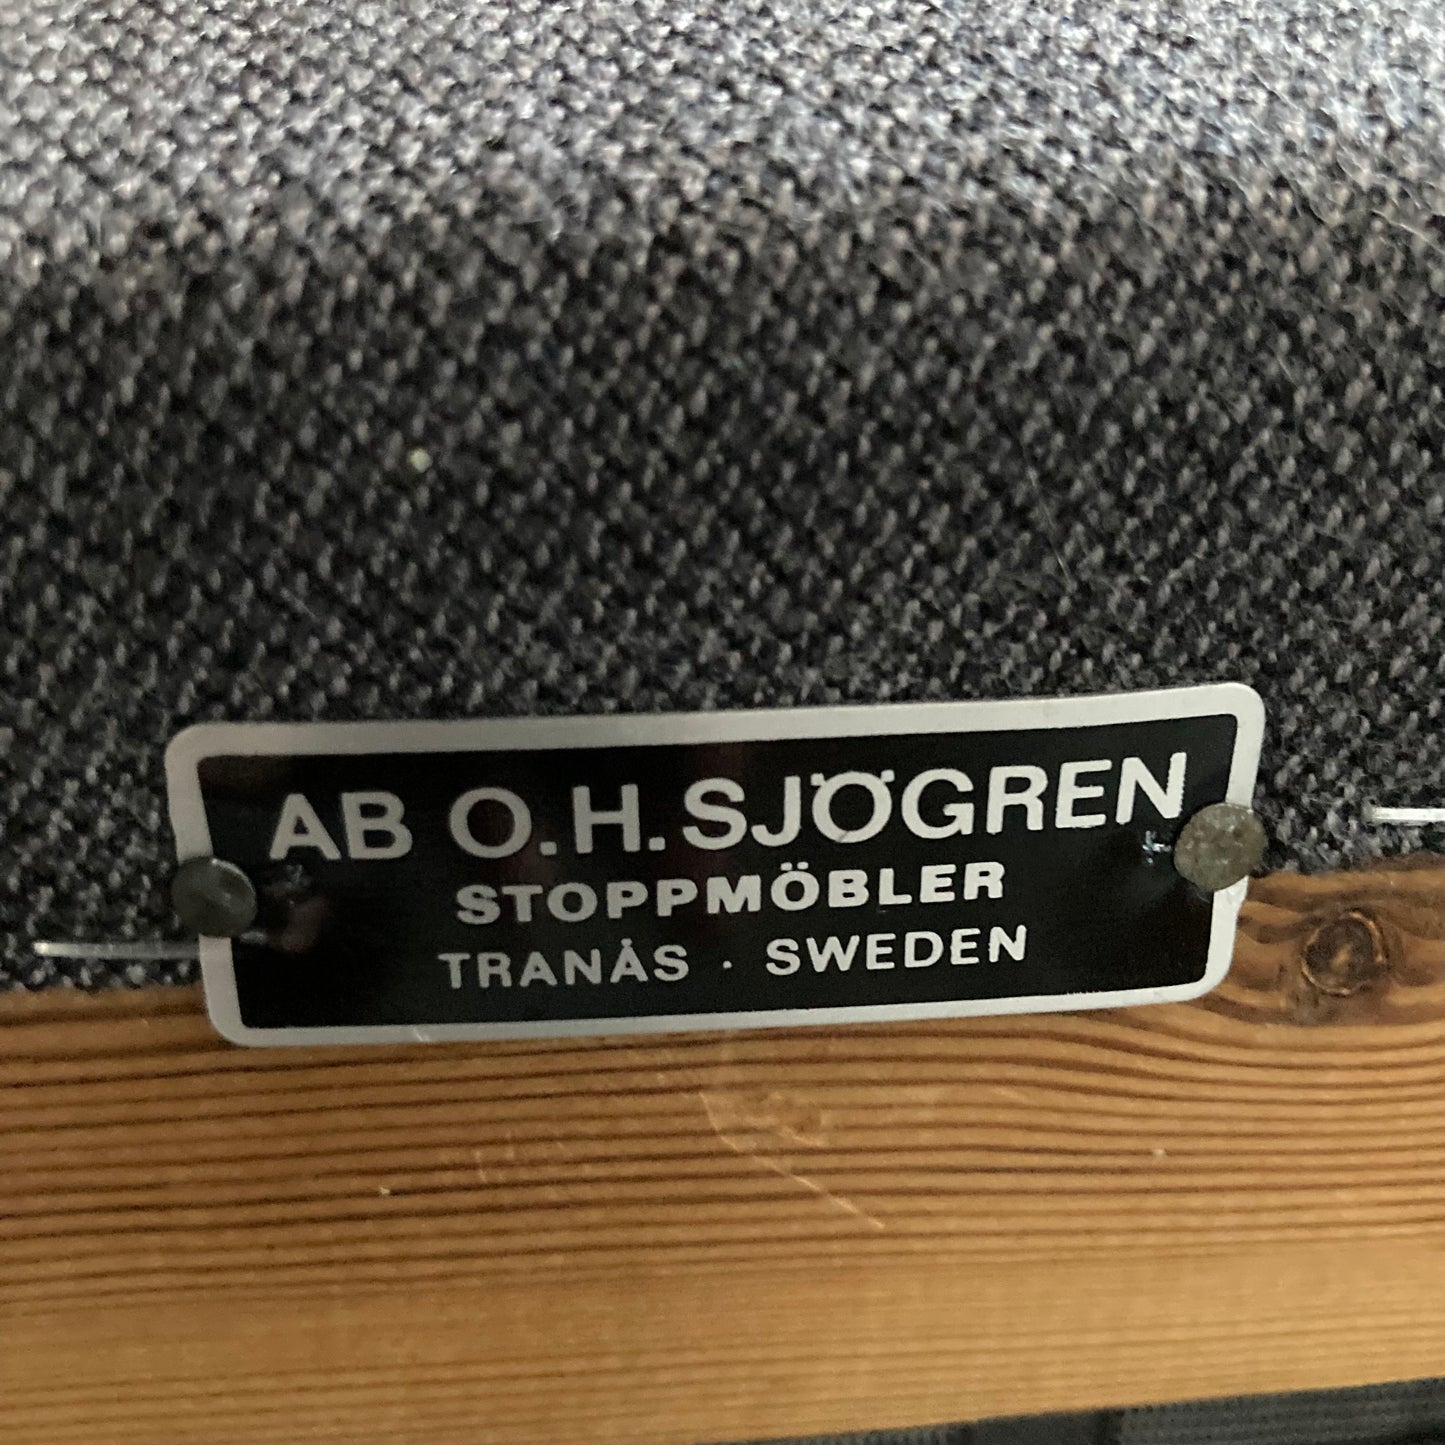 AB O.H.SJÖGREN
STOPPMÖBLER
TRANÅS · SWEDEN